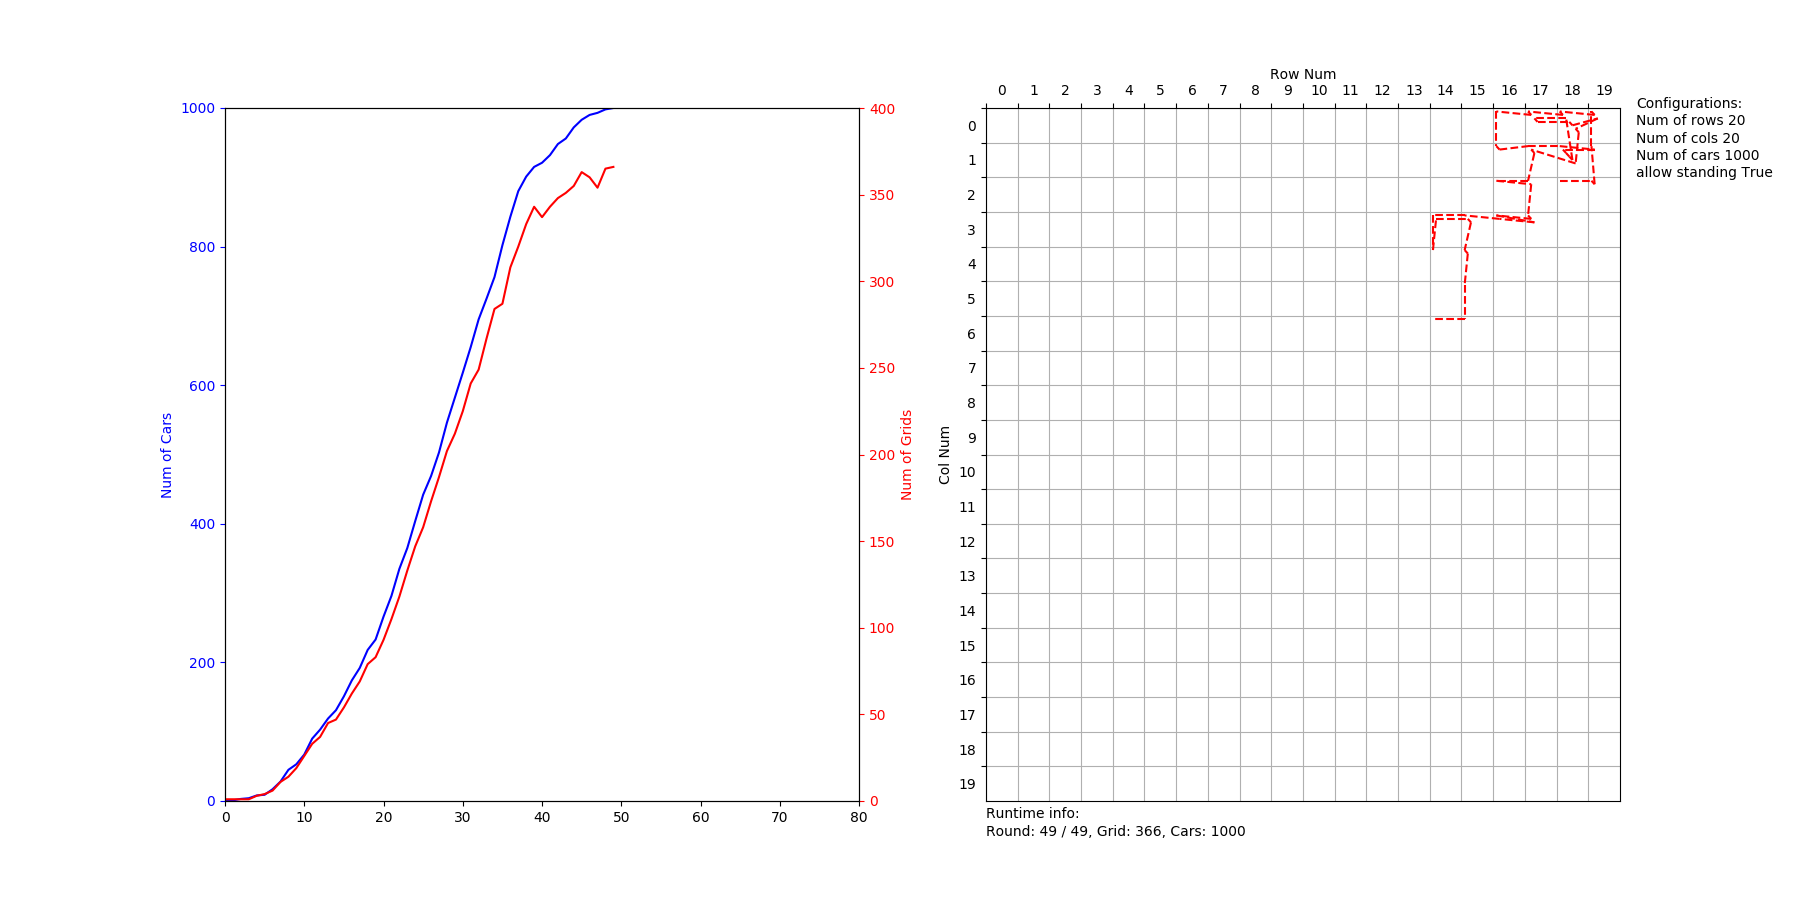 Row Num
0 1 2 3 4 5 6 7 8 9 10 11 12 13 14 15 16 17 18 19
1000
800
600
400
200
0
Num of Cars
0 10 20 30 40 50 60 70 80
400
350
300
250
200
150
100
50
0
Num of Grids
Col Num
0
1
2
3
4
5
6
7
8
9
10
11
12
13
14
15
16
17
18
19
Configurations:
Num of rows 20
Num of cols 20
Num of cars 1000
allow standing True
Runtime info:
Round: 49 / 49, Grid: 366, Cars: 1000